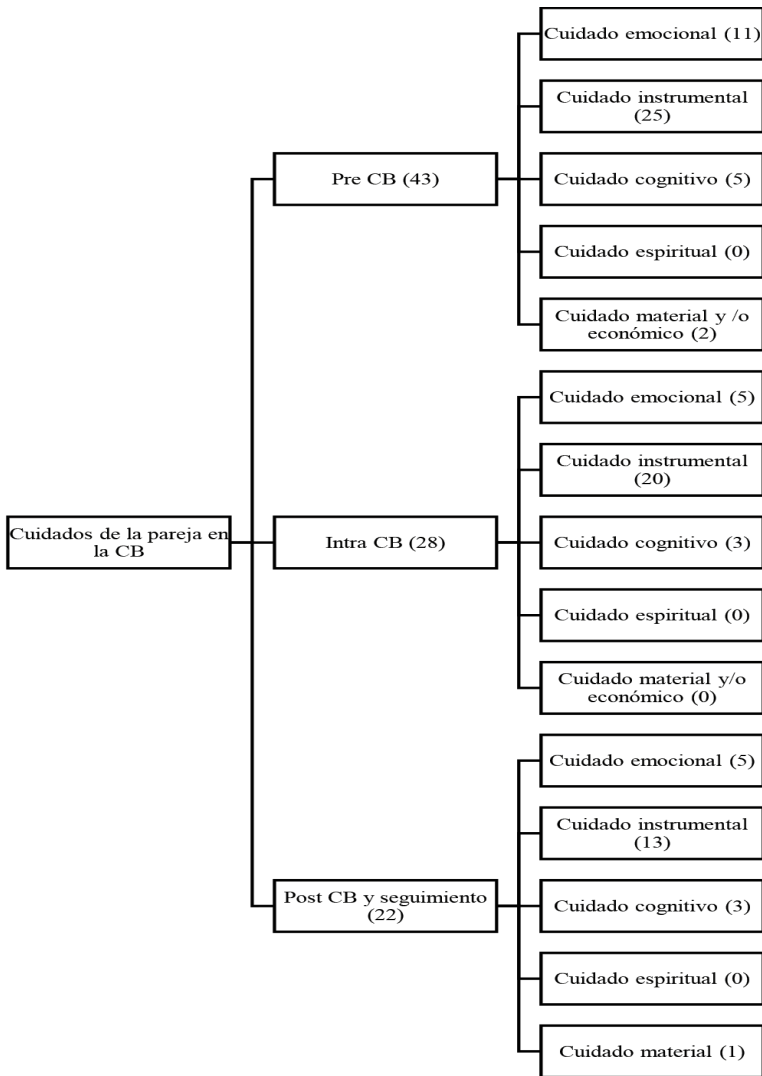 Cuidados de la pareja en
la CB
Pre CB (43)
Cuidado emocional (11)
Cuidado instrumental
(25)
Cuidado cognitivo (5)
Cuidado espiritual (0)
Cuidado material y /o
económico (2)
Intra CB (28)
Cuidado emocional (5)
Cuidado instrumental
(20)
Cuidado cognitivo (3)
Cuidado espiritual (0)
Cuidado material y/o
económico (0)
Post CB y seguimiento
(22)
Cuidado emocional (5)
Cuidado instrumental
(13)
Cuidado cognitivo (3)
Cuidado espiritual (0)
Cuidado material (1)